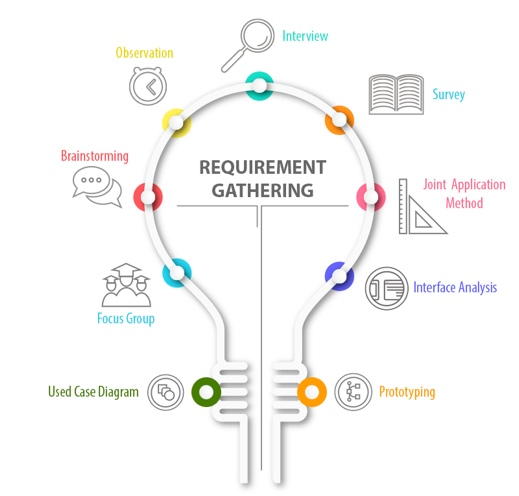 Interview
Observation
Survey
Brainstorming
REQUIREMENT
GATHERING
Joint Application
Method
Interface Analysis
Focus Group
Used Case Diagram
Prototyping